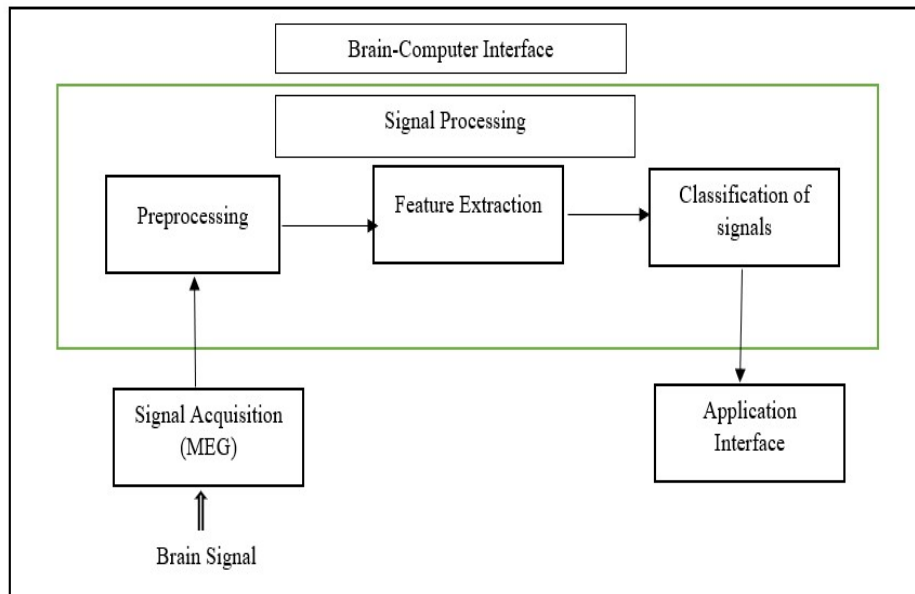 Brain-Computer Interface
Signal Processing
Preprocessing
Feature Extraction
Classification of
signals
Signal Acquisition
(MEG)
Application
Interface
Brain Signal